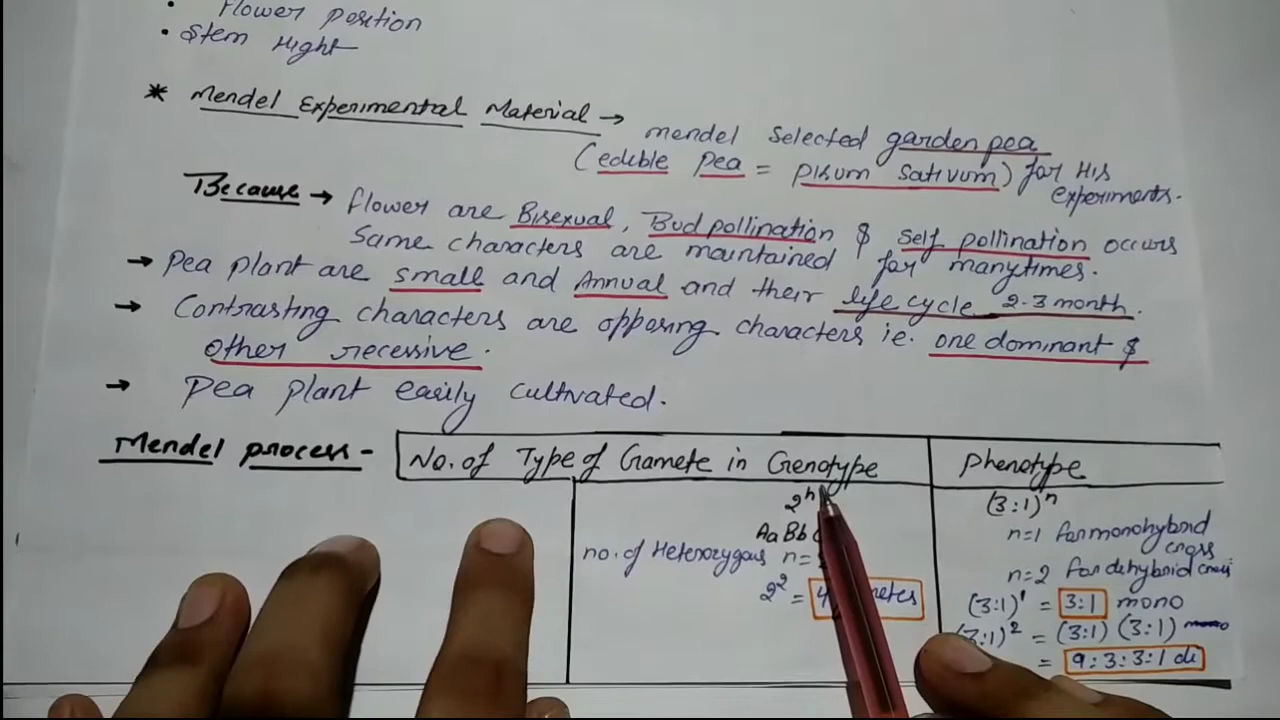 • Flower Position
• Stem Hight
* Mendel Experimental Material →
mendel selected garden pea
(edible pea = pisum sativum) for His
experiments.
Because → flower are Bisexual, Bud pollination & Self pollination occurs
Same characters are maintained for manytimes.
→ Pea plant are small and Annual and their life cycle 2-3 month.
→ Contrasting characters are opposing characters i.e. one dominant &
other recessive.
→ Pea plant easily cultivated.
Mendel process-
No. of Type of Gamete in Genotype
Phenotype
2ⁿ
AaBb
no. of Heterozygous n=
2² = 4
(3:1)ⁿ
n=1 for monohybrid
cross
n=2 for dehybrid cross
(3:1)¹ = 3:1 mono
(3:1)² = (3:1) (3:1)
= 9:3:3:1 di